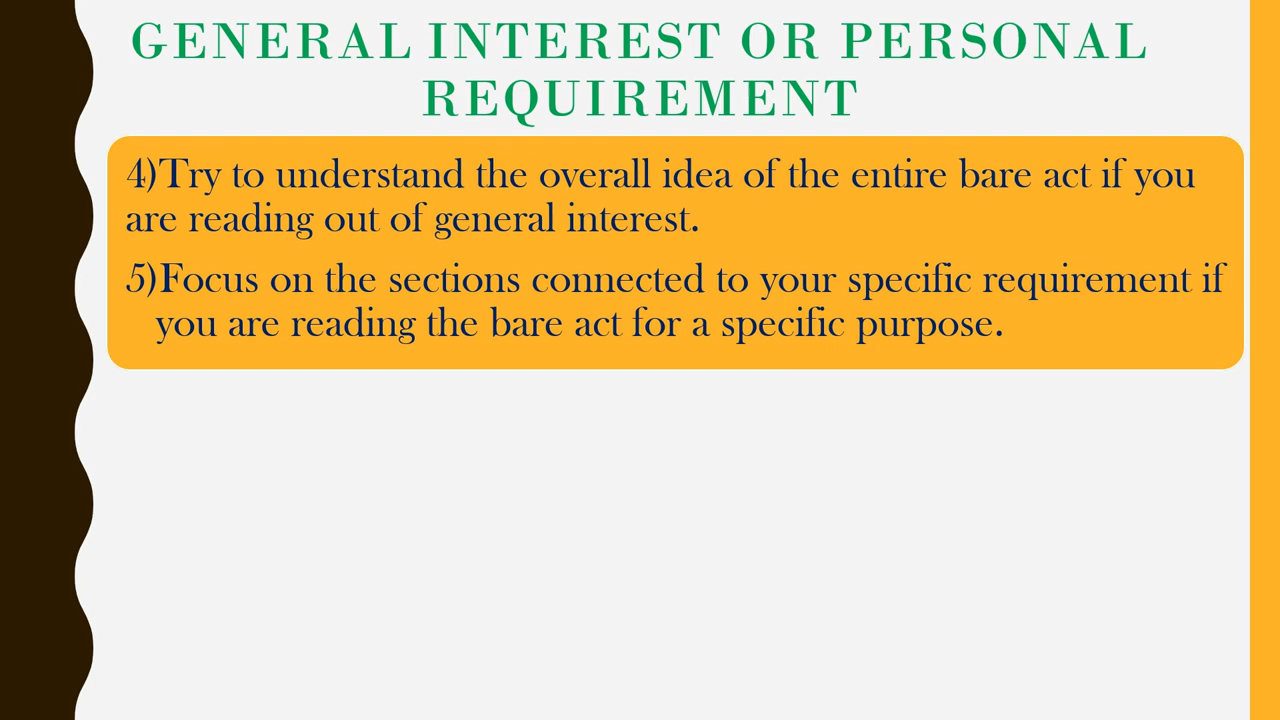 GENERAL INTEREST OR PERSONAL
REQUIREMENT
4)Try to understand the overall idea of the entire bare act if you
are reading out of general interest.
5)Focus on the sections connected to your specific requirement if
you are reading the bare act for a specific purpose.